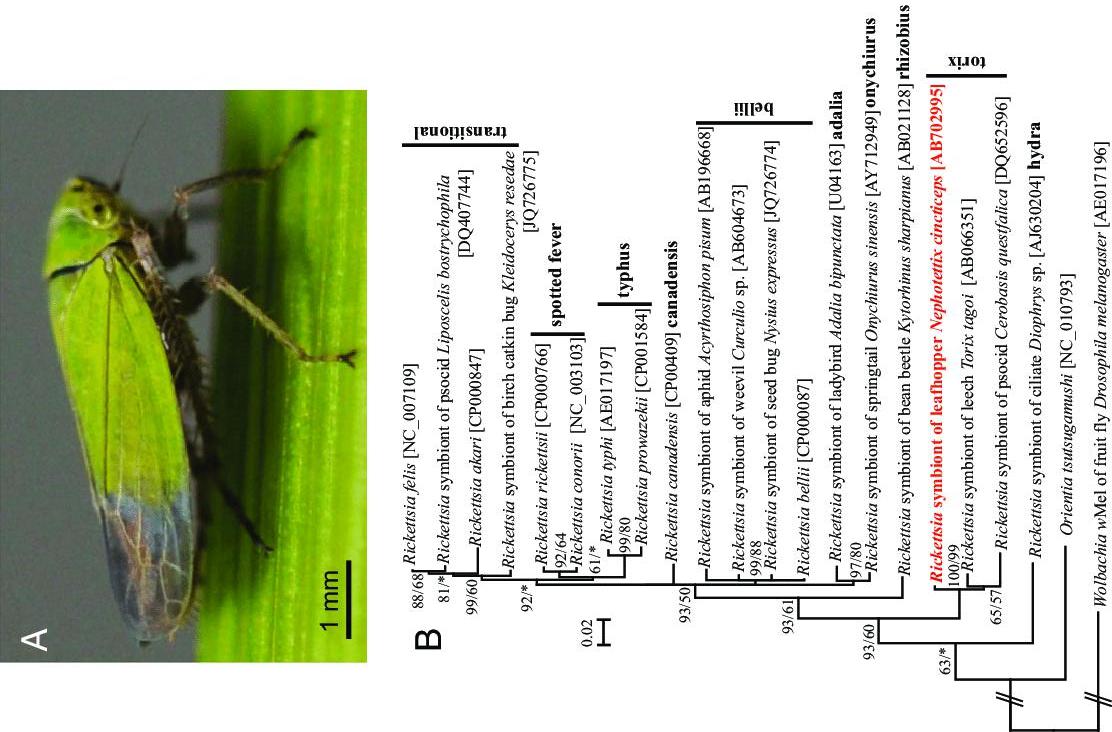 A
1 mm
B
0.02
Rickettsia felis [NC_007109]
Rickettsia symbiont of psocid Liposcelis bostrychophila
[DQ407744]
Rickettsia akari [CP000847]
Rickettsia symbiont of birch catkin bug Kleidocerys resedae
[JQ726775]
transitional
Rickettsia rickettsii [CP000766]
Rickettsia conorii [NC_003103]
spotted fever
Rickettsia typhi [AE017197]
Rickettsia prowazekii [CP001584]
typhus
Rickettsia canadensis [CP00409] canadensis
Rickettsia symbiont of aphid Acyrthosiphon pisum [AB196668]
Rickettsia symbiont of weevil Curculio sp. [AB604673]
Rickettsia symbiont of seed bug Nysius expressus [JQ726774]
Rickettsia bellii [CP000087]
bellii
Rickettsia symbiont of ladybird Adalia bipunctata [U04163] adalia
Rickettsia symbiont of springtail Onychiurus sinensis [AY712949] onychiurus
Rickettsia symbiont of bean beetle Kytorhinus sharpianus [AB021128] rhizobius
Rickettsia symbiont of leafhopper Nephotettix cincticeps [AB702995]
Rickettsia symbiont of leech Torix tagoi [AB066351]
Rickettsia symbiont of psocid Cerobasis questfalica [DQ652596]
torix
Rickettsia symbiont of ciliate Diophrys sp. [AJ630204] hydra
Orientia tsutsugamushi [NC_010793]
Wolbachia wMel of fruit fly Drosophila melanogaster [AE017196]
88/68
81/*
99/60
92/*
92/64
61/*
99/80
93/50
99/88
97/80
93/61
100/99
65/57
93/60
63/*